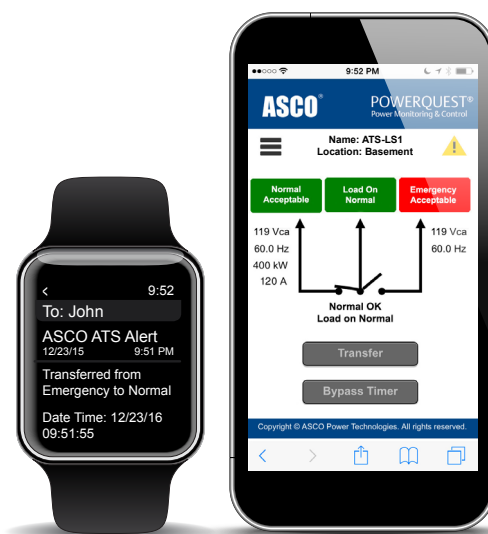 <
9:52
To: John
ASCO ATS Alert
12/23/15 9:51 PM
Transferred from
Emergency to Normal
Date Time: 12/23/16
09:51:55
9:52 PM
ASCO®
POWERQUEST®
Power Monitoring & Control
Name: ATS-LS1
Location: Basement
Normal
Acceptable
Load On
Normal
Emergency
Acceptable
119 Vca
60.0 Hz
400 kW
120 A
119 Vca
60.0 Hz
Normal OK
Load on Normal
Transfer
Bypass Timer
Copyright © ASCO Power Technologies. All rights reserved.